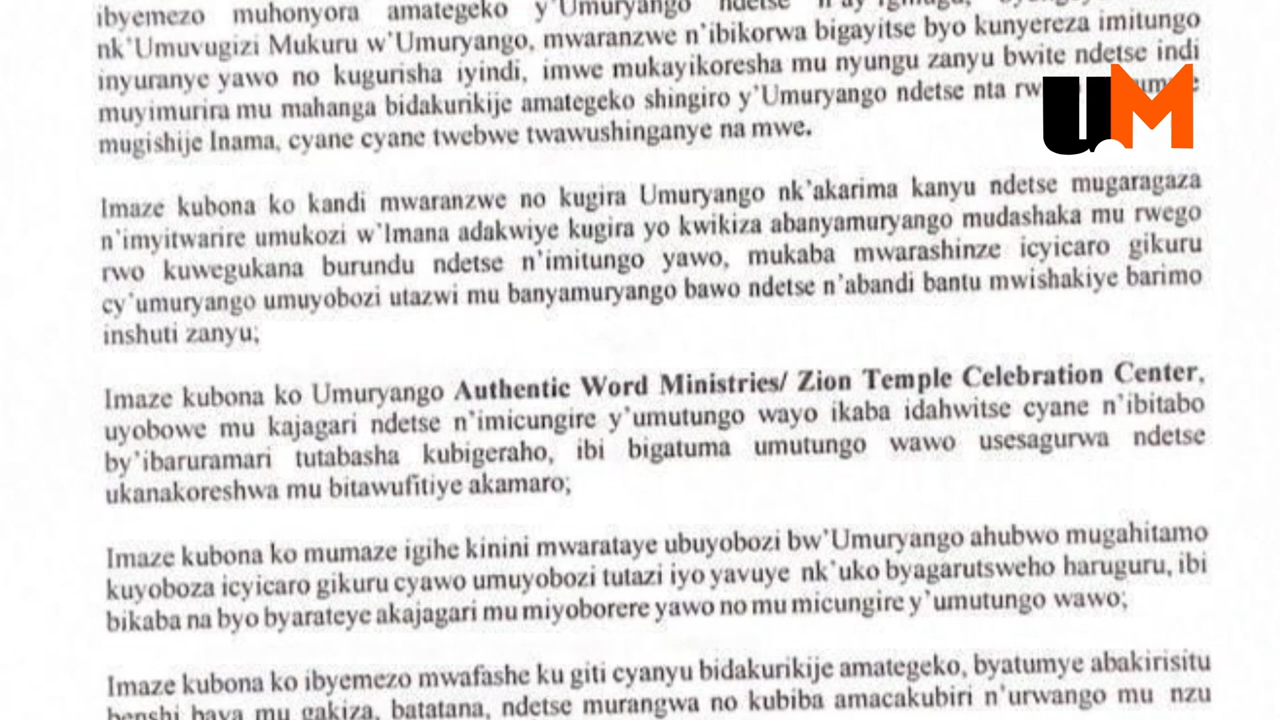 ibyemezo muhonyora amategeko y'Umuryango ndetse
nk'Umuvugizi Mukuru w'Umuryango, mwaranzwe n'ibikorwa bigayitse byo kunyereza imitungo
inyuranye yawo no kugurisha iyindi, imwe mukayikoresha mu nyungu zanyu bwite ndetse indi
muyimurira mu mahanga bidakurikije amategeko shingiro y'Umuryango ndetse nta
mugishije Inama, cyane cyane twebwe twawushinganye na mwe.
UM
Imaze kubona ko kandi mwaranzwe no kugira Umuryango nk'akarima kanyu ndetse mugaragaza
n'imyitwarire umukozi w'Imana adakwiye kugira yo kwikiza abanyamuryango mudashaka mu rwego
rwo kuwegukana burundu ndetse n'imitungo yawo, mukaba mwarashinze icyicaro gikuru
cy'umuryango umuyobozi utazwi mu banyamuryango bawo ndetse n'abandi bantu mwishakiye barimo
inshuti zanyu;
Imaze kubona ko Umuryango Authentic Word Ministries/ Zion Temple Celebration Center,
uyobowe mu kajagari ndetse n'imicungire y'umutungo wayo ikaba idahwitse cyane n'ibitabo
by'ibaruramari tutabasha kubigeraho, ibi bigatuma umutungo wawo usesagurwa ndetse
ukanakoreshwa mu bitawufitiye akamaro;
Imaze kubona ko mumaze igihe kinini mwarataye ubuyobozi bw'Umuryango ahubwo mugahitamo
kuyoboza icyicaro gikuru cyawo umuyobozi tutazi iyo yavuye nk'uko byagarutsweho haruguru, ibi
bikaba na byo byarateye akajagari mu miyoborere yawo no mu micungire y'umutungo wawo;
Imaze kubona ko ibyemezo mwafashe ku giti cyanyu bidakurikije amategeko, byatumye abakirisitu
benshi bava mu gakiza, batatana, ndetse murangwa no kubiba amacakubiri n'urwango mu nzu